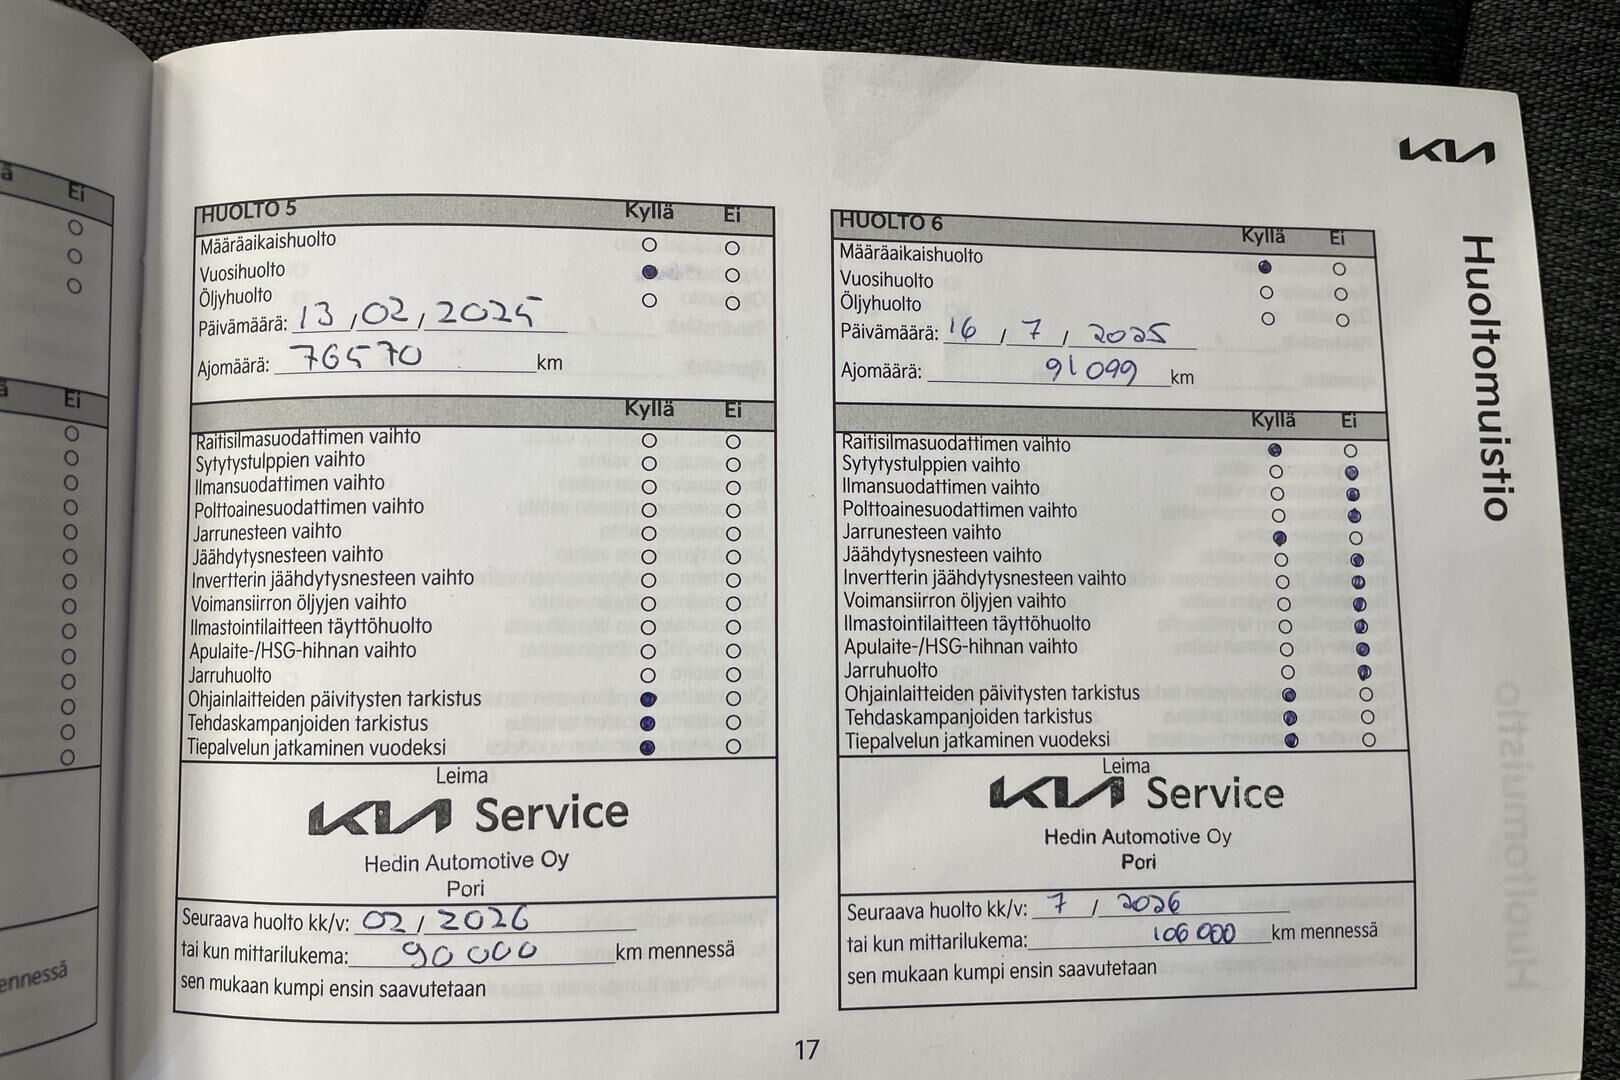 ä Ei
ä Ei
ennessä
HUOLTO 5 Kyllä Ei
Määräaikaishuolto
Vuosihuolto
Öljyhuolto
Päivämäärä: 13 / 02 / 2025
Ajomäärä: 76570 km
Kyllä Ei
Raitisilmasuodattimen vaihto
Sytytystulppien vaihto
Ilmansuodattimen vaihto
Polttoainesuodattimen vaihto
Jarrunesteen vaihto
Jäähdytysnesteen vaihto
Invertterin jäähdytysnesteen vaihto
Voimansiirron öljyjen vaihto
Ilmastointilaitteen täyttöhuolto
Apulaite-/HSG-hihnan vaihto
Jarruhuolto
Ohjainlaitteiden päivitysten tarkistus
Tehdaskampanjoiden tarkistus
Tiepalvelun jatkaminen vuodeksi
Leima
KIA Service
Hedin Automotive Oy
Pori
Seuraava huolto kk/v: 02 / 2026
tai kun mittarilukema: 90 000 km mennessä
sen mukaan kumpi ensin saavutetaan
HUOLTO 6 Kyllä Ei
Määräaikaishuolto
Vuosihuolto
Öljyhuolto
Päivämäärä: 16 / 7 / 2025
Ajomäärä: 91 099 km
Kyllä Ei
Raitisilmasuodattimen vaihto
Sytytystulppien vaihto
Ilmansuodattimen vaihto
Polttoainesuodattimen vaihto
Jarrunesteen vaihto
Jäähdytysnesteen vaihto
Invertterin jäähdytysnesteen vaihto
Voimansiirron öljyjen vaihto
Ilmastointilaitteen täyttöhuolto
Apulaite-/HSG-hihnan vaihto
Jarruhuolto
Ohjainlaitteiden päivitysten tarkistus
Tehdaskampanjoiden tarkistus
Tiepalvelun jatkaminen vuodeksi
Leima
KIA Service
Hedin Automotive Oy
Pori
Seuraava huolto kk/v: 7 / 2026
tai kun mittarilukema: 106 000 km mennessä
sen mukaan kumpi ensin saavutetaan
KIA
Huoltomuistio
17